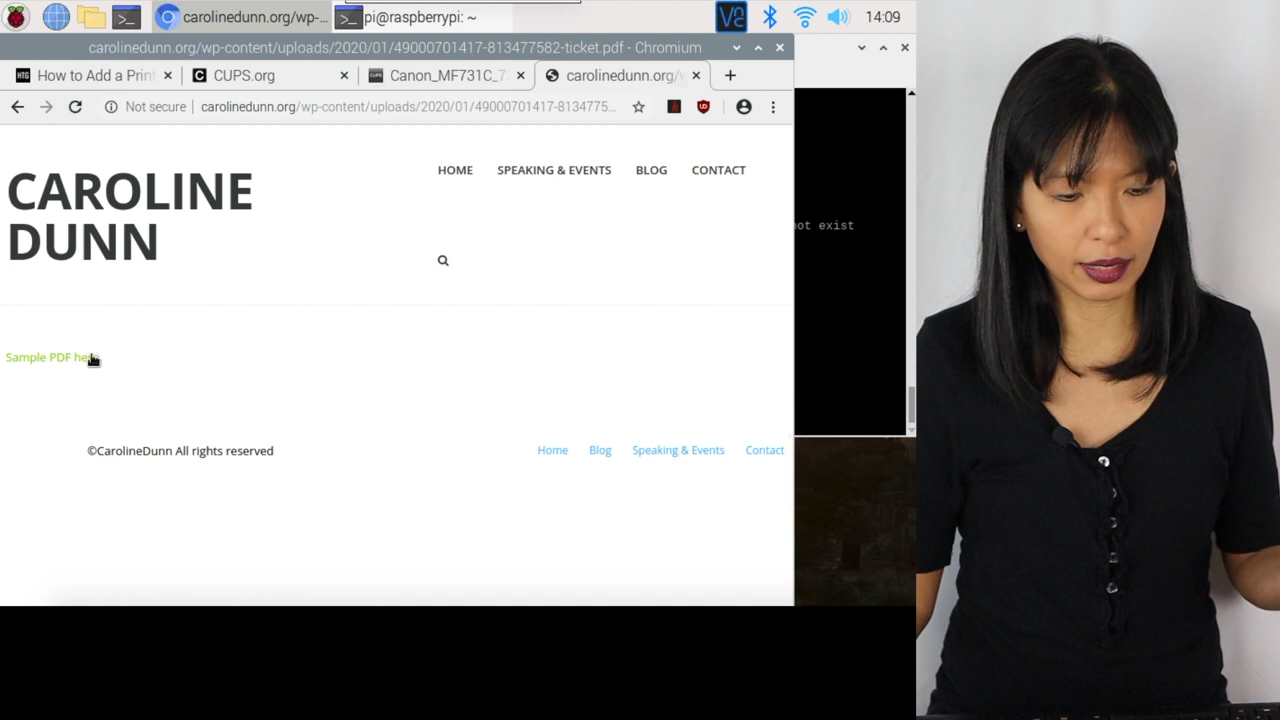 carolinedunn.org/wp-...
pi@raspberrypi: ~
14:09
carolinedunn.org/wp-content/uploads/2020/01/49000701417-813477582-ticket.pdf - Chromium
How to Add a Print
CUPS.org
Canon_MF731C_7
carolinedunn.org/
Not secure
carolinedunn.org/wp-content/uploads/2020/01/49000701417-8134775...
CAROLINE
DUNN
HOME SPEAKING & EVENTS BLOG CONTACT
not exist
Sample PDF
©CarolineDunn All rights reserved
Home Blog Speaking & Events Contact